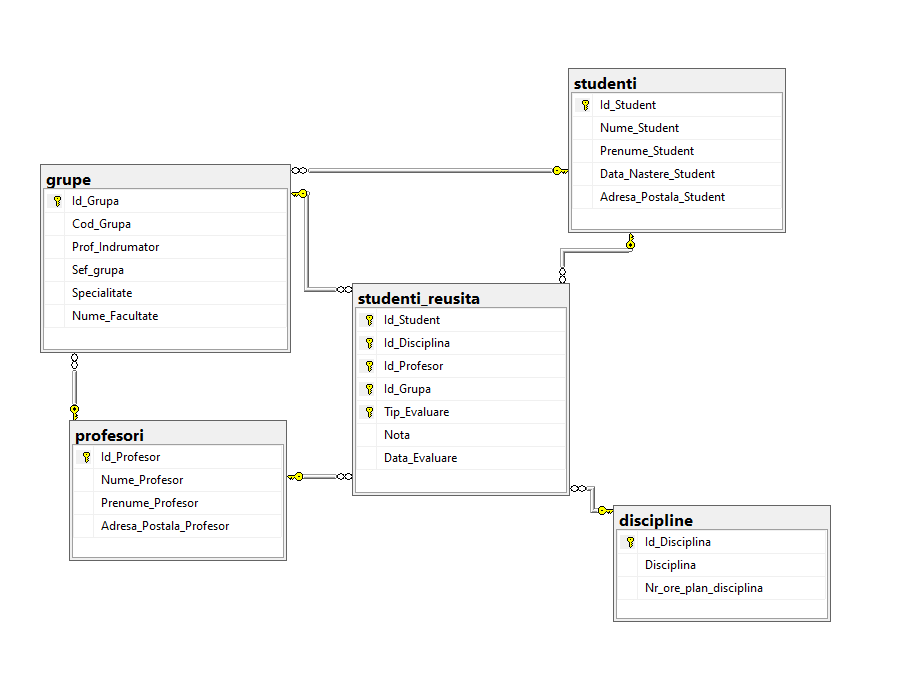 studenti
Id_Student
Nume_Student
Prenume_Student
Data_Nastere_Student
Adresa_Postala_Student
grupe
Id_Grupa
Cod_Grupa
Prof_Indrumator
Sef_grupa
Specialitate
Nume_Facultate
studenti_reusita
Id_Student
Id_Disciplina
Id_Profesor
Id_Grupa
Tip_Evaluare
Nota
Data_Evaluare
profesori
Id_Profesor
Nume_Profesor
Prenume_Profesor
Adresa_Postala_Profesor
discipline
Id_Disciplina
Disciplina
Nr_ore_plan_disciplina